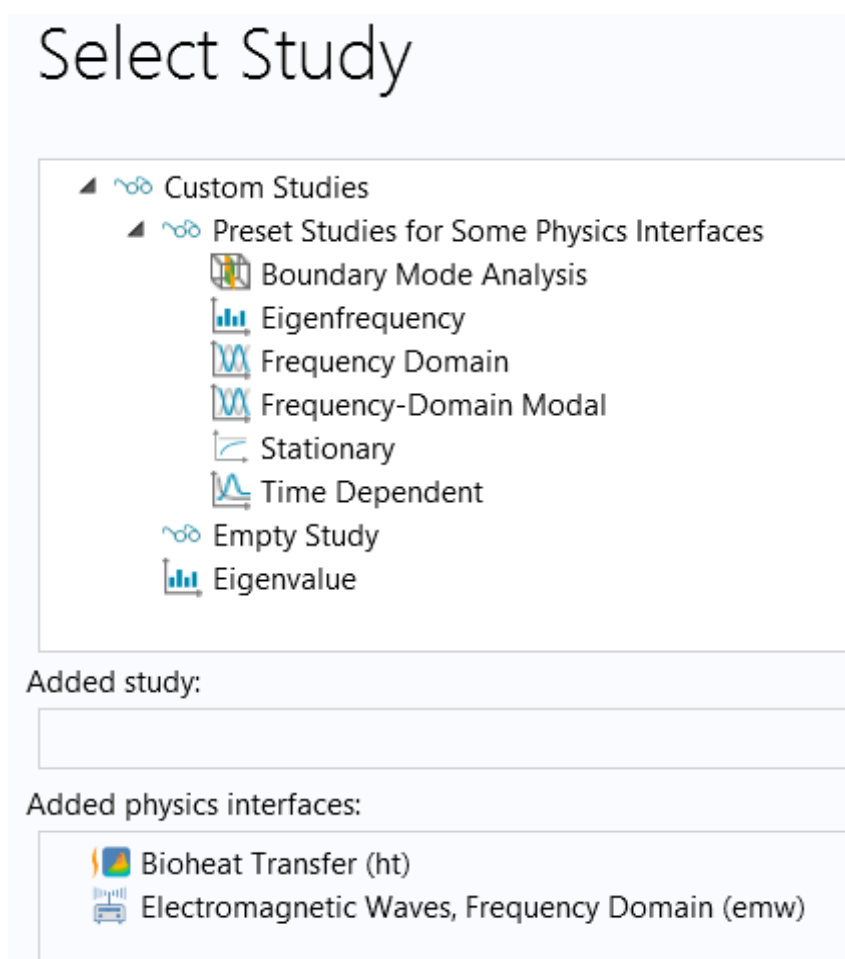 Select Study
Custom Studies
Preset Studies for Some Physics Interfaces
Boundary Mode Analysis
Eigenfrequency
Frequency Domain
Frequency-Domain Modal
Stationary
Time Dependent
Empty Study
Eigenvalue
Added study:
Added physics interfaces:
Bioheat Transfer (ht)
Electromagnetic Waves, Frequency Domain (emw)